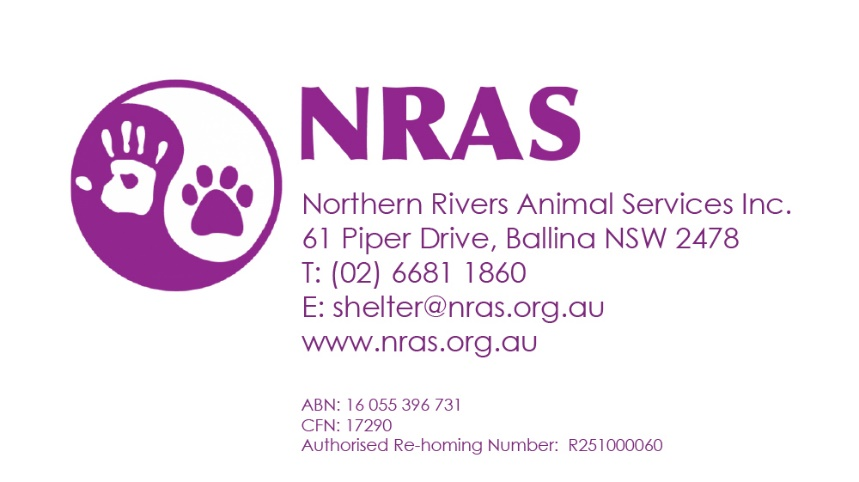 NRAS
Northern Rivers Animal Services Inc.
61 Piper Drive, Ballina NSW 2478
T: (02) 6681 1860
E: shelter@nras.org.au
www.nras.org.au
ABN: 16 055 396 731
CFN: 17290
Authorised Re-homing Number:  R251000060